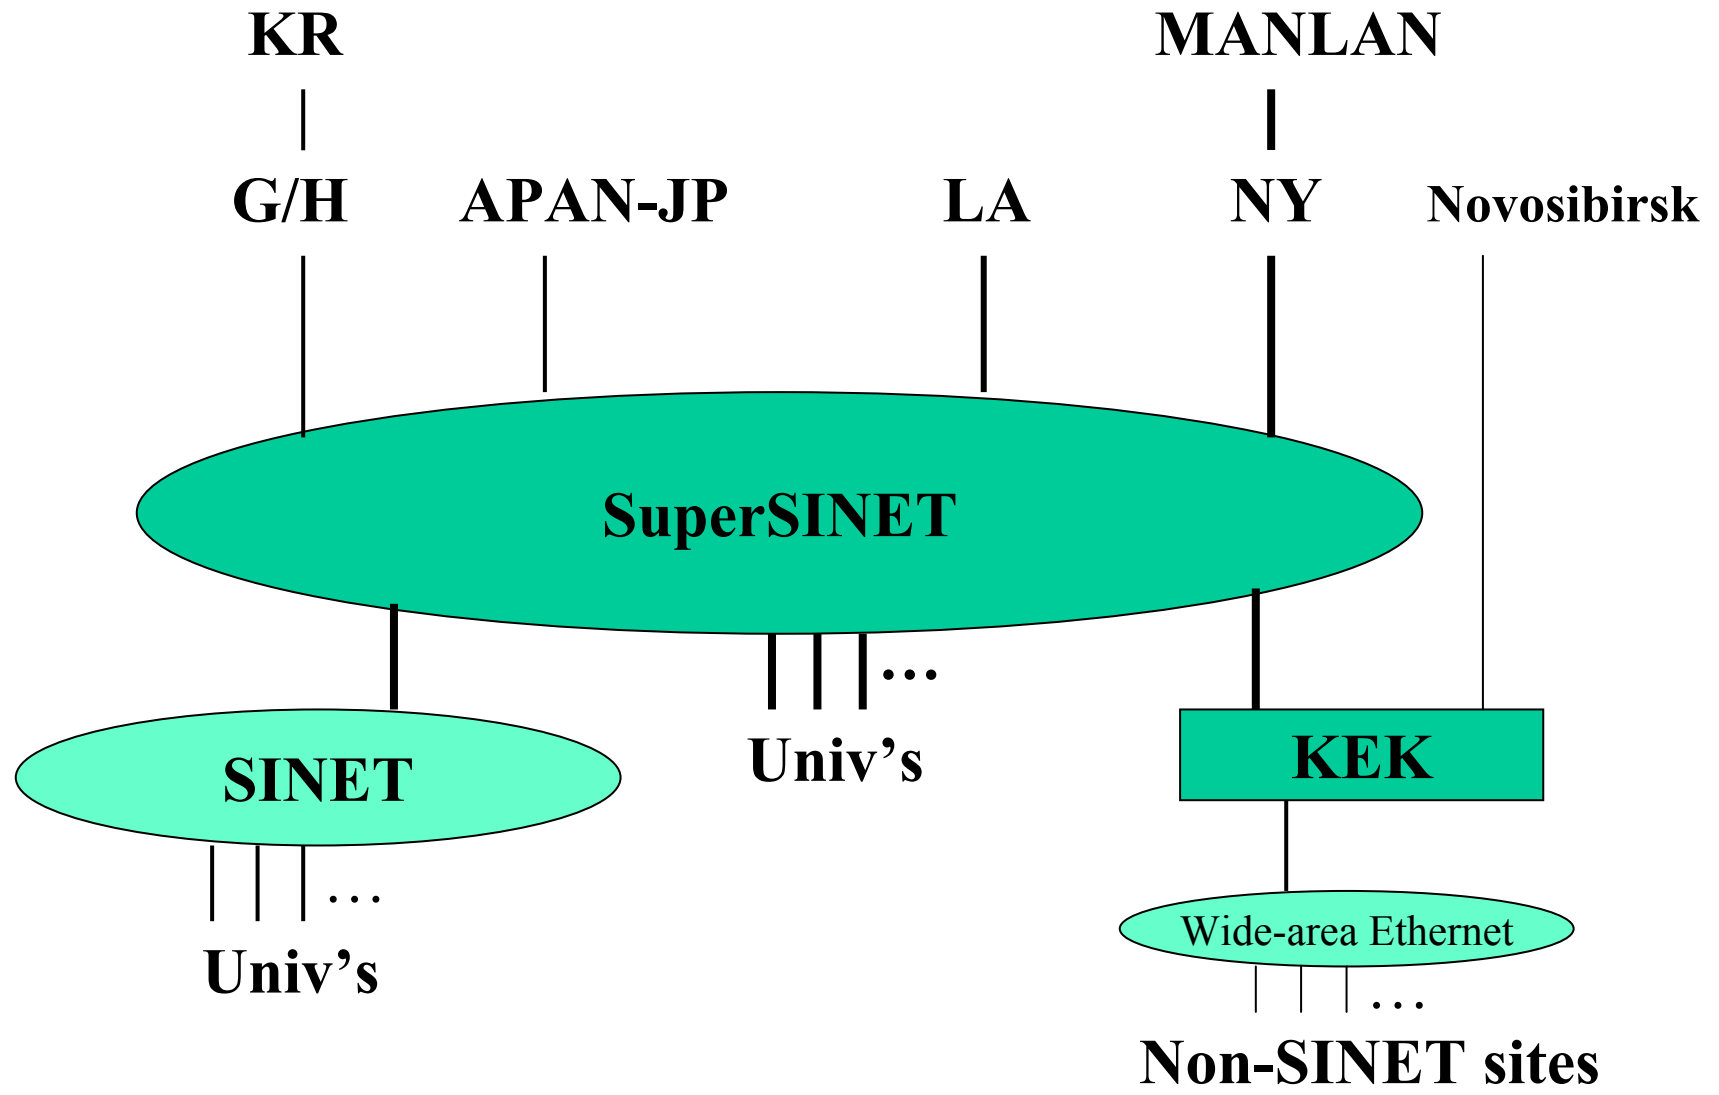 KR
MANLAN
G/H
APAN-JP
LA
NY
Novosibirsk
SuperSINET
…
Univ’s
SINET
KEK
…
Univ’s
Wide-area Ethernet
…
Non-SINET sites